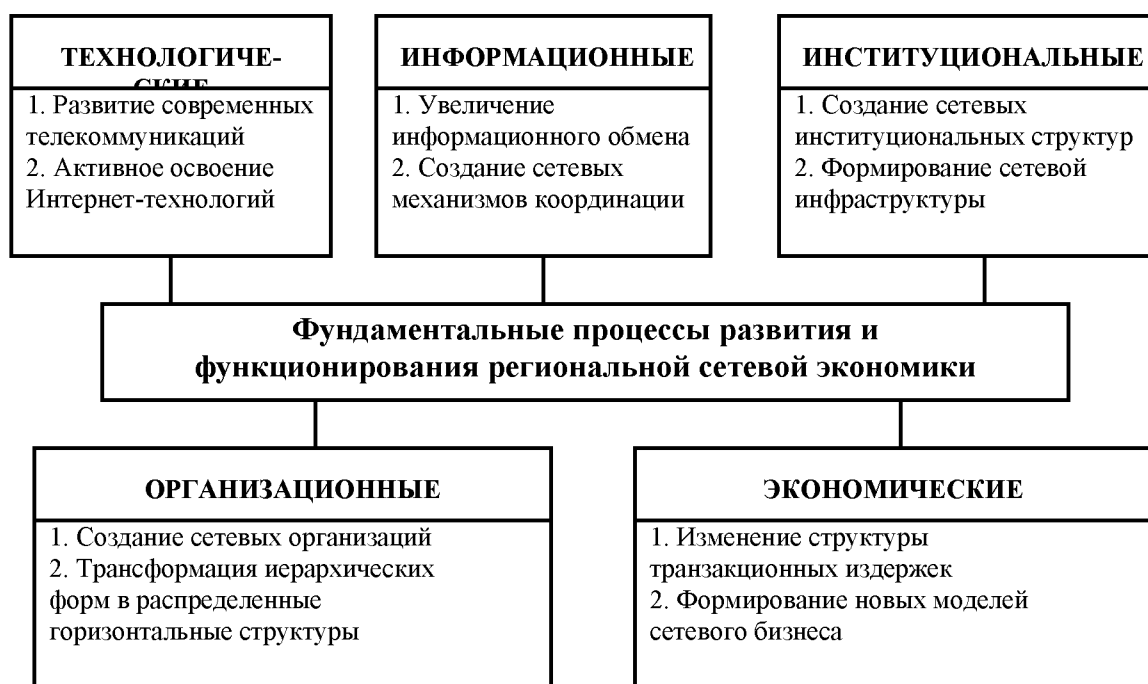 ТЕХНОЛОГИЧЕ-
СКИЕ
1. Развитие современных
телекоммуникаций
2. Активное освоение
Интернет-технологий
ИНФОРМАЦИОННЫЕ
1. Увеличение
информационного обмена
2. Создание сетевых
механизмов координации
ИНСТИТУЦИОНАЛЬНЫЕ
1. Создание сетевых
институциональных структур
2. Формирование сетевой
инфраструктуры
Фундаментальные процессы развития и
функционирования региональной сетевой экономики
ОРГАНИЗАЦИОННЫЕ
1. Создание сетевых организаций
2. Трансформация иерархических
форм в распределенные
горизонтальные структуры
ЭКОНОМИЧЕСКИЕ
1. Изменение структуры
транзакционных издержек
2. Формирование новых моделей
сетевого бизнеса